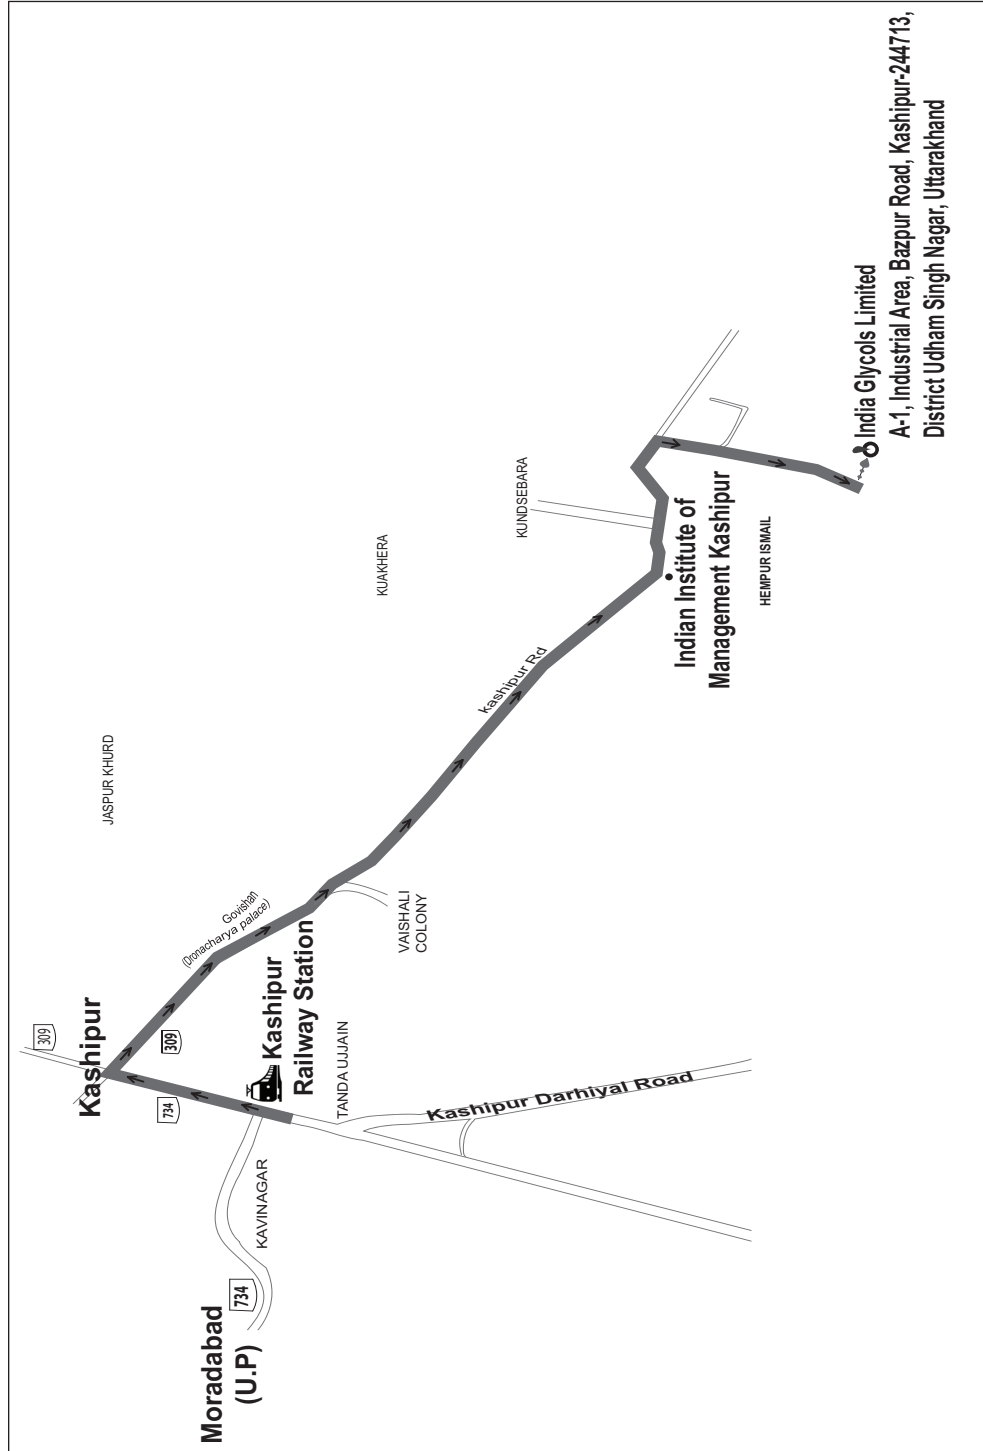 JASPUR KHURD
KUAKHERA
KUNDSEBARA
309
Kashipur
734
309
Govishan
(Dronacharya palace)
Kashipur
Railway Station
kashipur Rd
Moradabad
(U.P)
734
KAVINAGAR
TANDA UJJAIN
VAISHALI
COLONY
Kashipur Darhiyal Road
Indian Institute of
Management Kashipur
HEMPUR ISMAIL
India Glycols Limited
A-1, Industrial Area, Bazpur Road, Kashipur-244713,
District Udham Singh Nagar, Uttarakhand